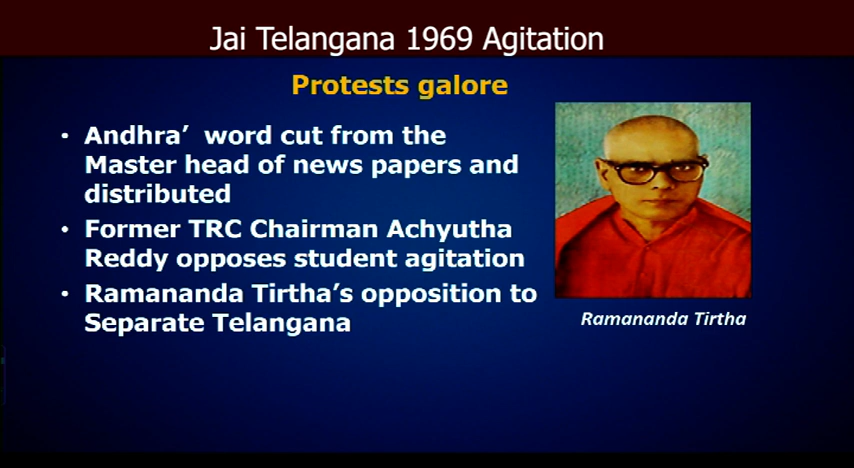 Jai Telangana 1969 Agitation
Protests galore
• Andhra’ word cut from the
Master head of news papers and
distributed
• Former TRC Chairman Achyutha
Reddy opposes student agitation
• Ramananda Tirtha’s opposition to
Separate Telangana
Ramananda Tirtha